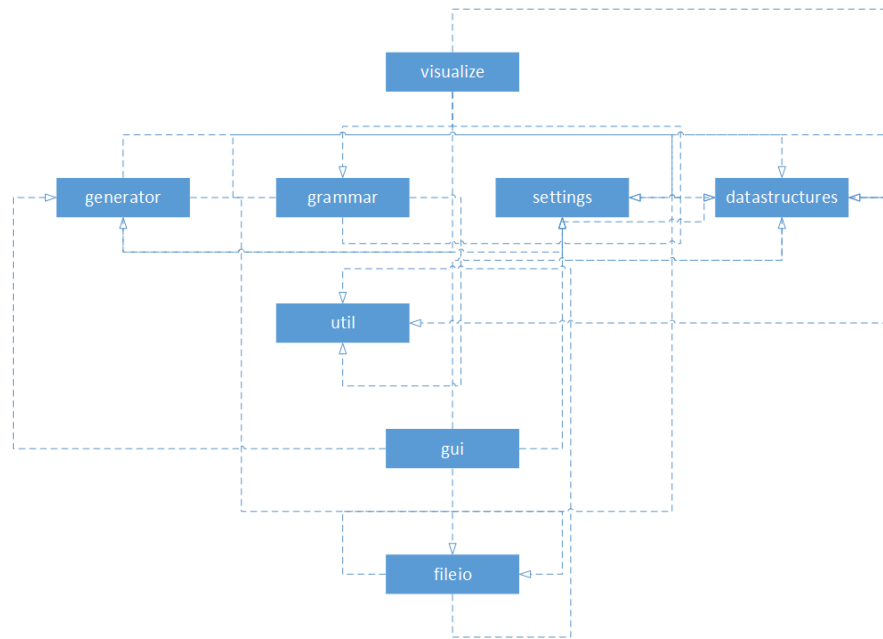 visualize
generator
grammar
settings
datastructures
util
gui
fileio